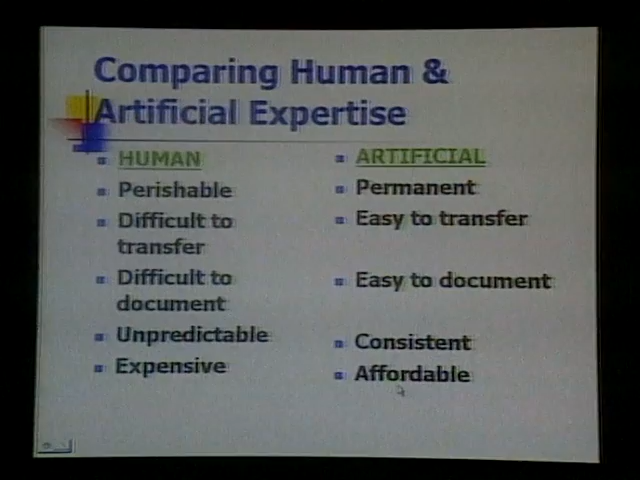 Comparing Human &
Artificial Expertise
HUMAN
Perishable
Difficult to
transfer
Difficult to
document
Unpredictable
Expensive
ARTIFICIAL
Permanent
Easy to transfer
Easy to document
Consistent
Affordable